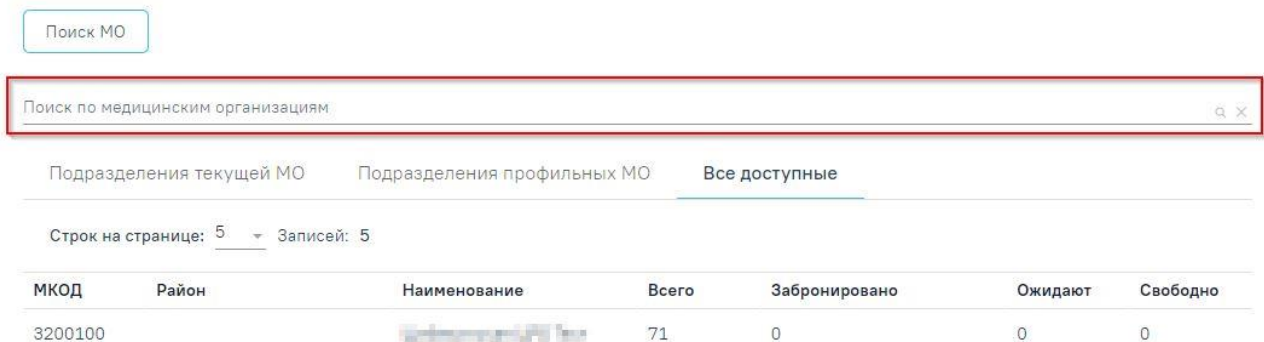 Поиск МО
Поиск по медицинским организациям
Подразделения текущей МО Подразделения профильных МО Все доступные
Строк на странице: 5 Записей: 5
МКОД Район Наименование Всего Забронировано Ожидают Свободно
3200100 71 0 0 0